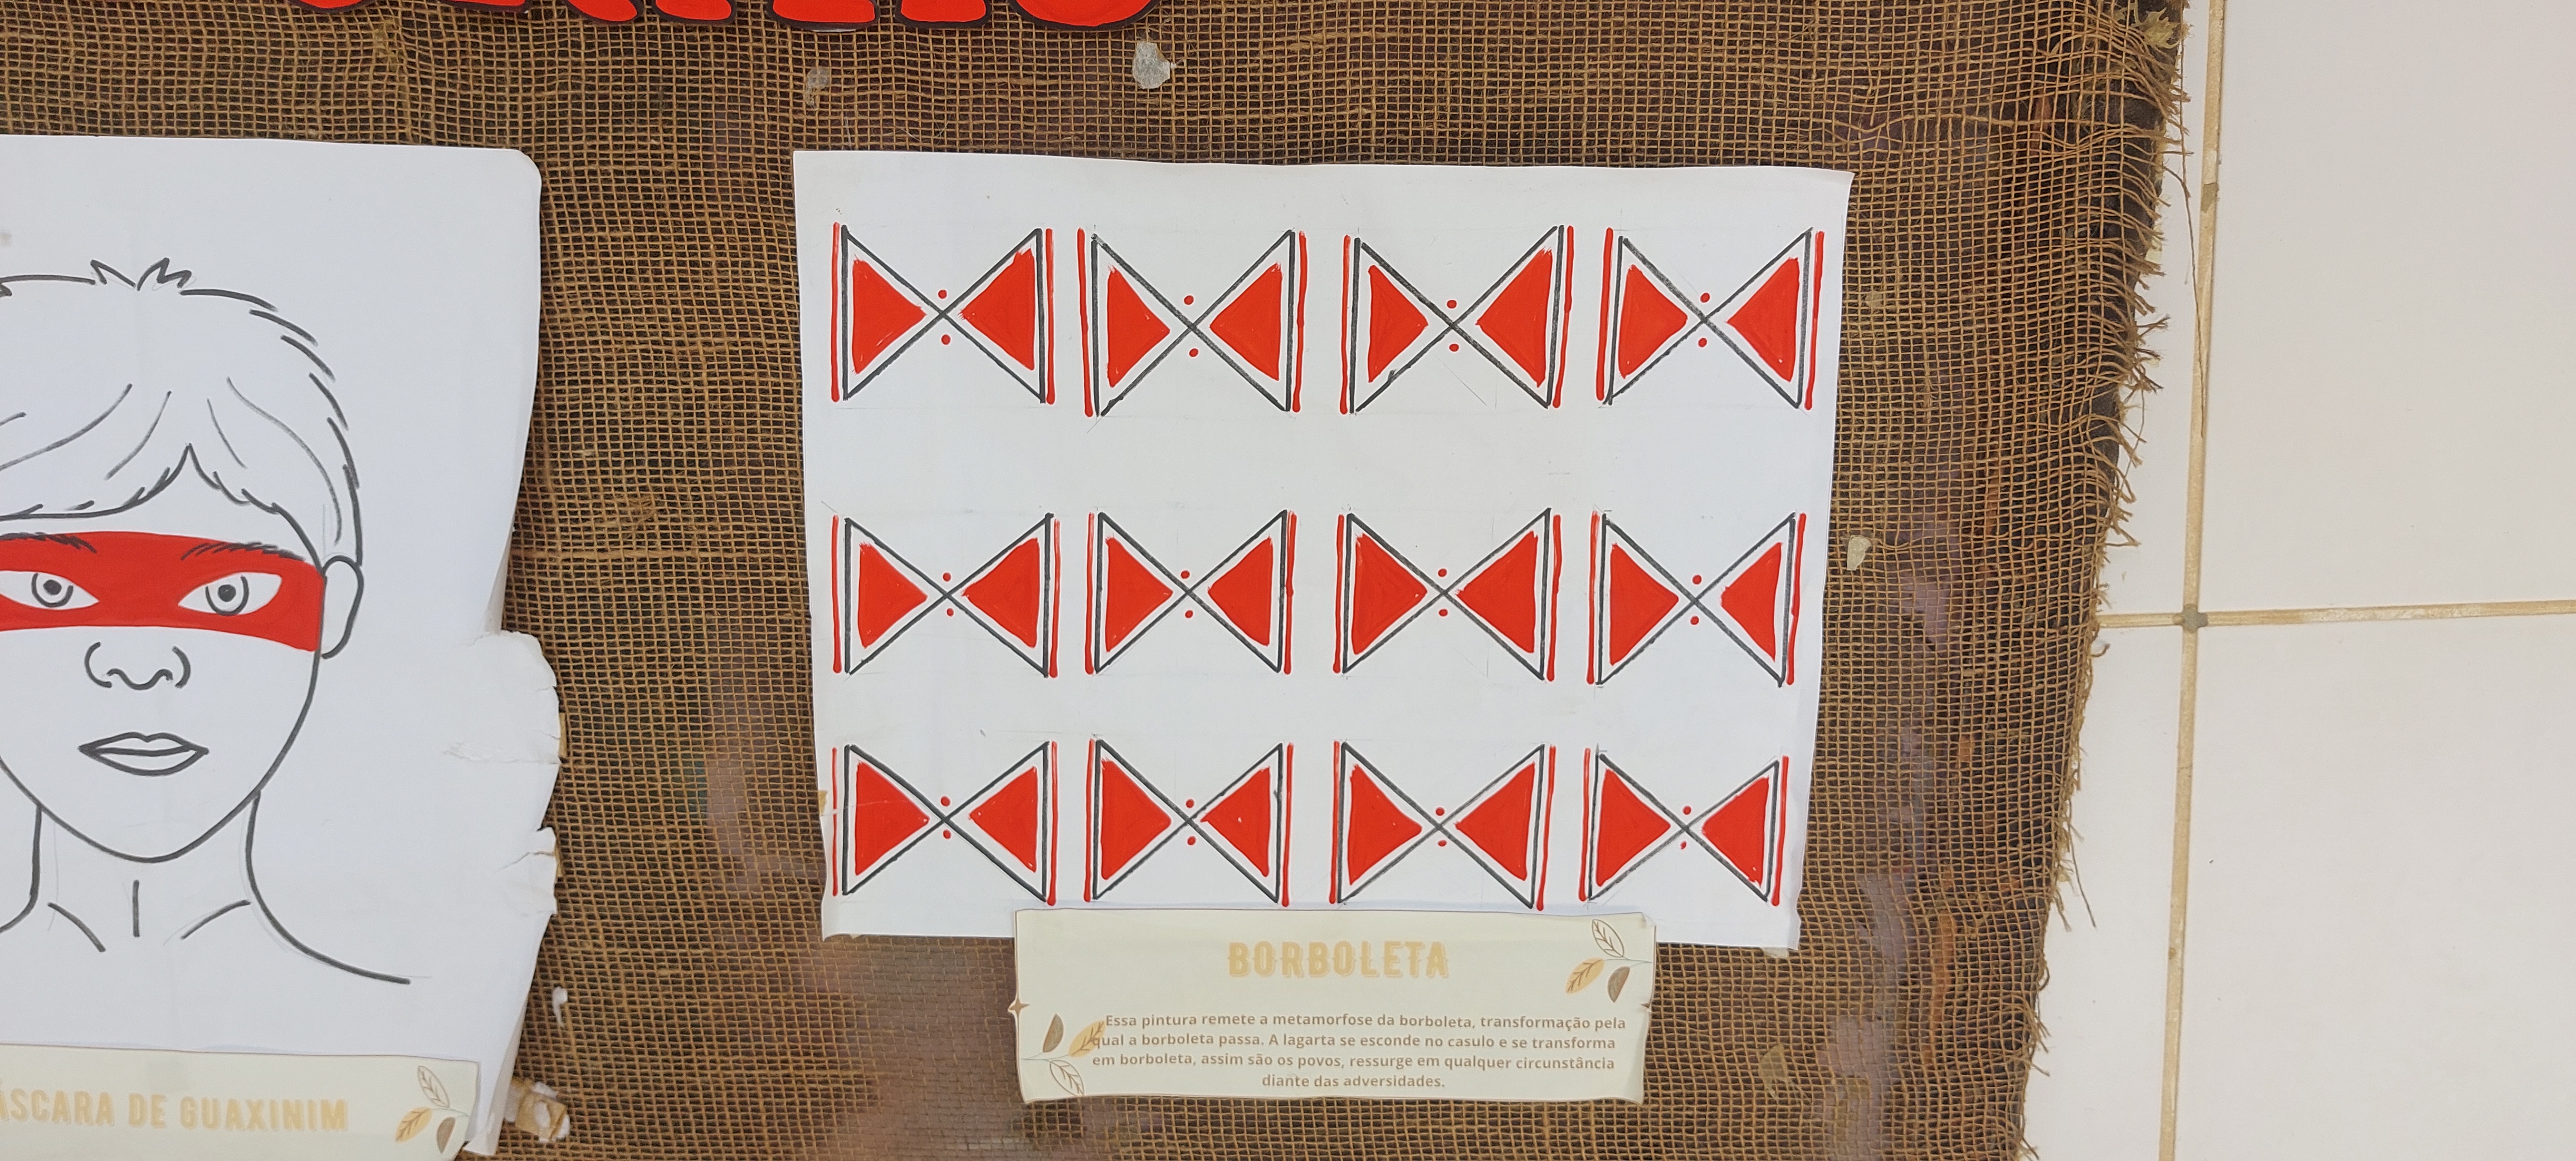 BORBOLETA
Essa pintura remete a metamorfose da borboleta, transformação pela
qual a borboleta passa. A lagarta se esconde no casulo e se transforma
em borboleta, assim são os povos, ressurge em qualquer circunstância
diante das adversidades.
ÁSCARA DE GUAXINIM